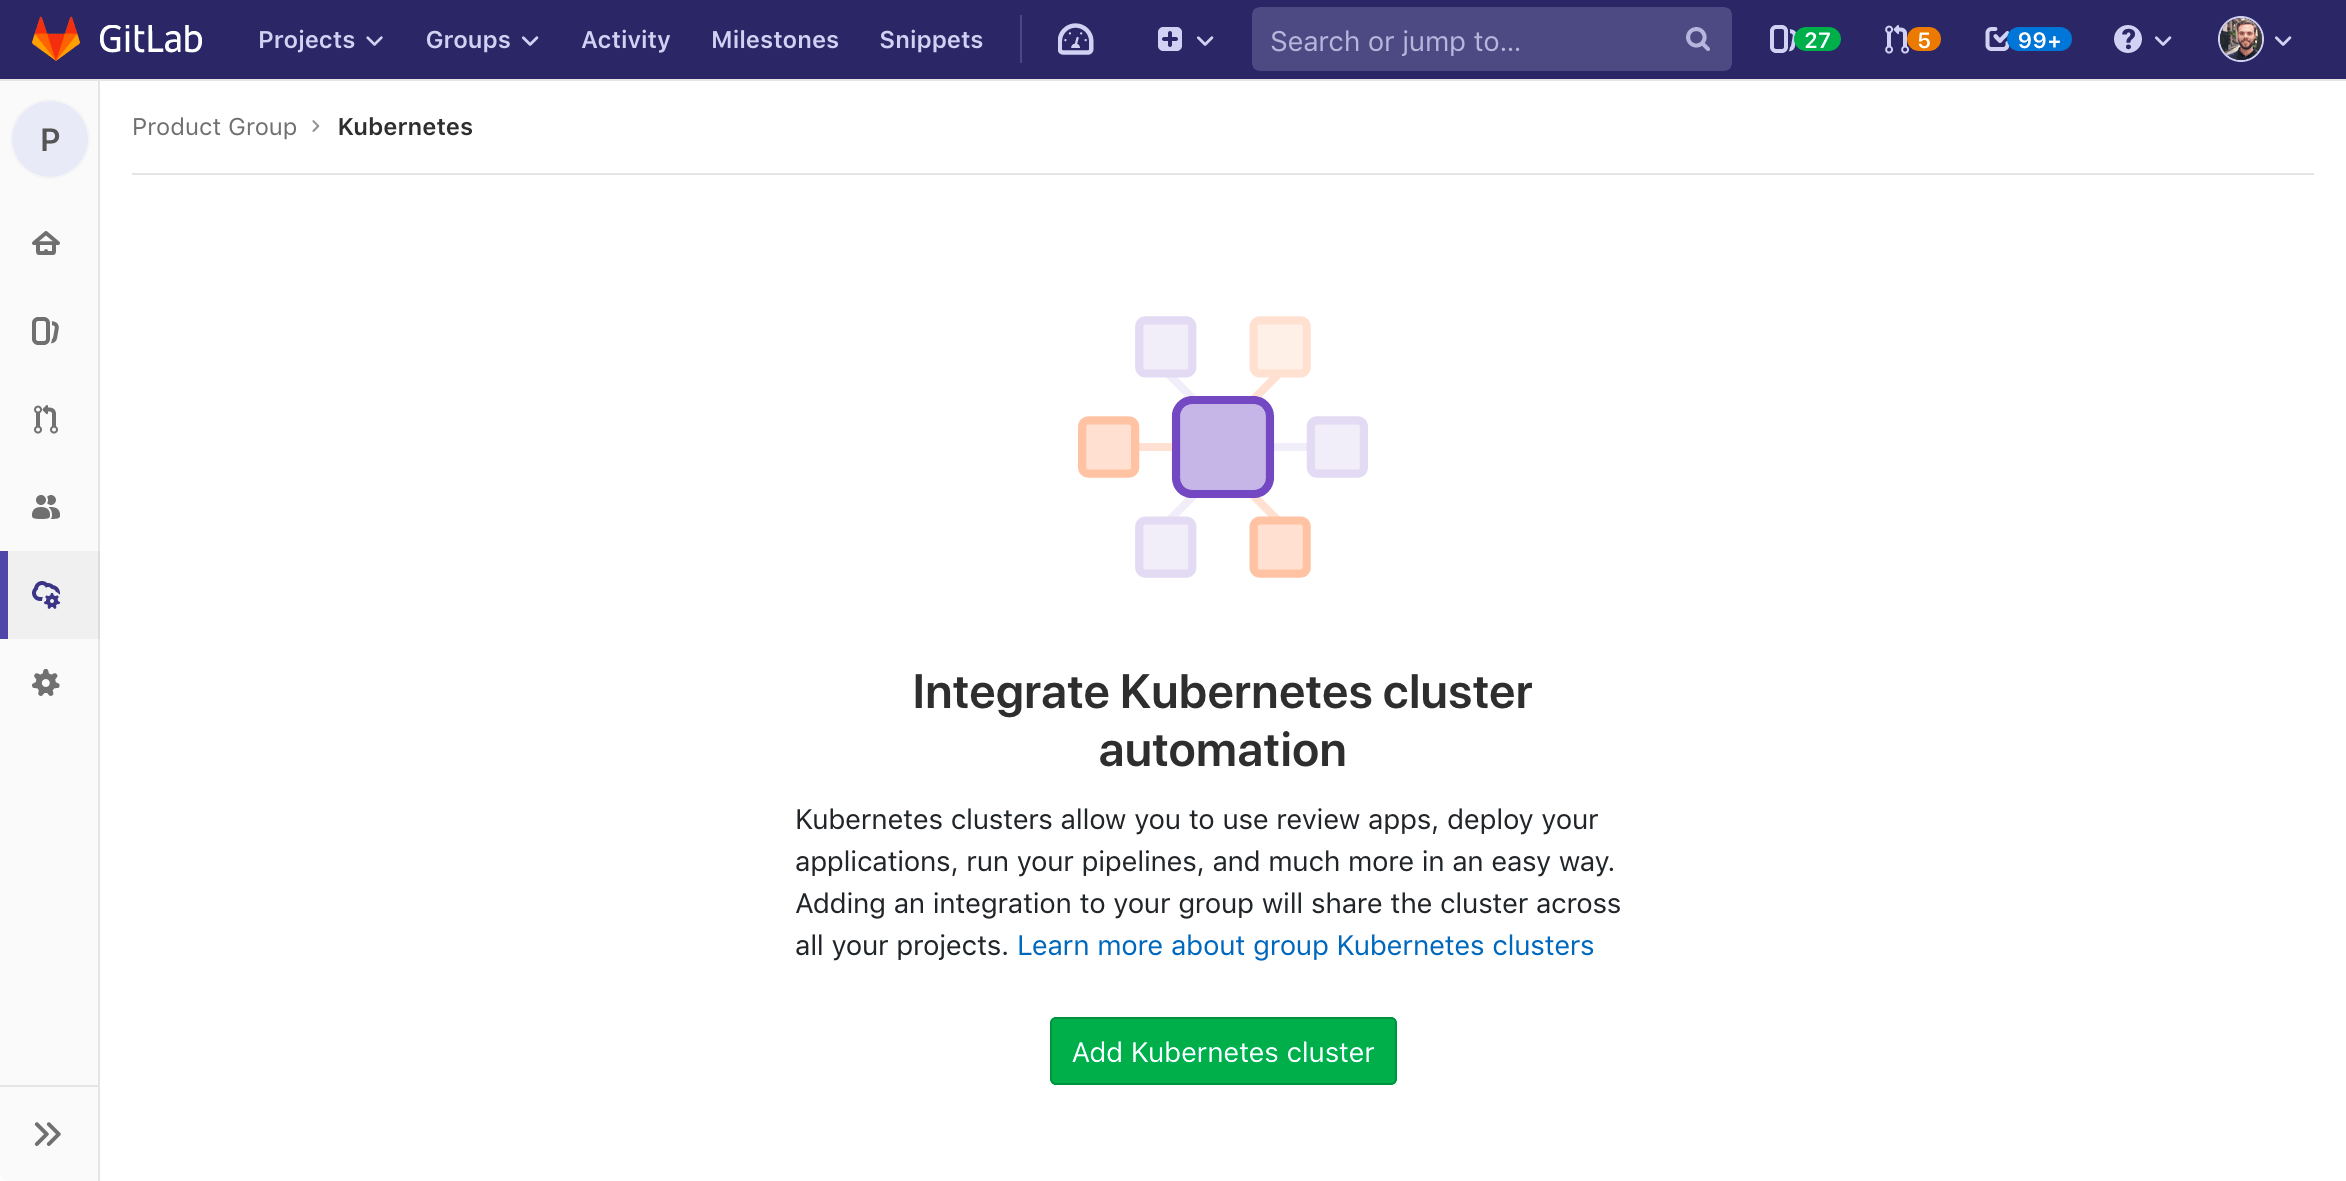 GitLab Projects Groups Activity Milestones Snippets Search or jump to... 27 5 99+ ?
P
Product Group > Kubernetes
Integrate Kubernetes cluster
automation
Kubernetes clusters allow you to use review apps, deploy your
applications, run your pipelines, and much more in an easy way.
Adding an integration to your group will share the cluster across
all your projects. Learn more about group Kubernetes clusters
Add Kubernetes cluster